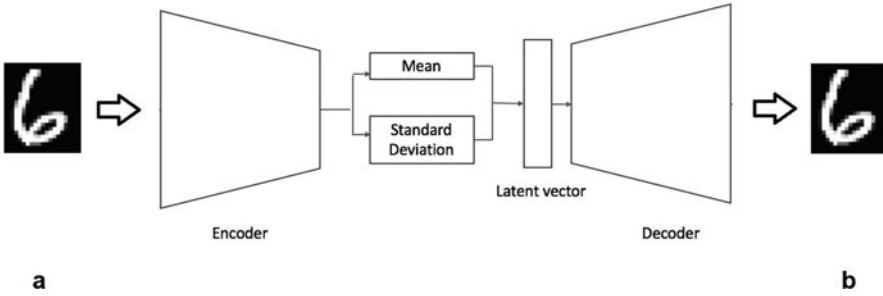 Mean
Standard
Deviation
Latent vector
Encoder
Decoder
a
b